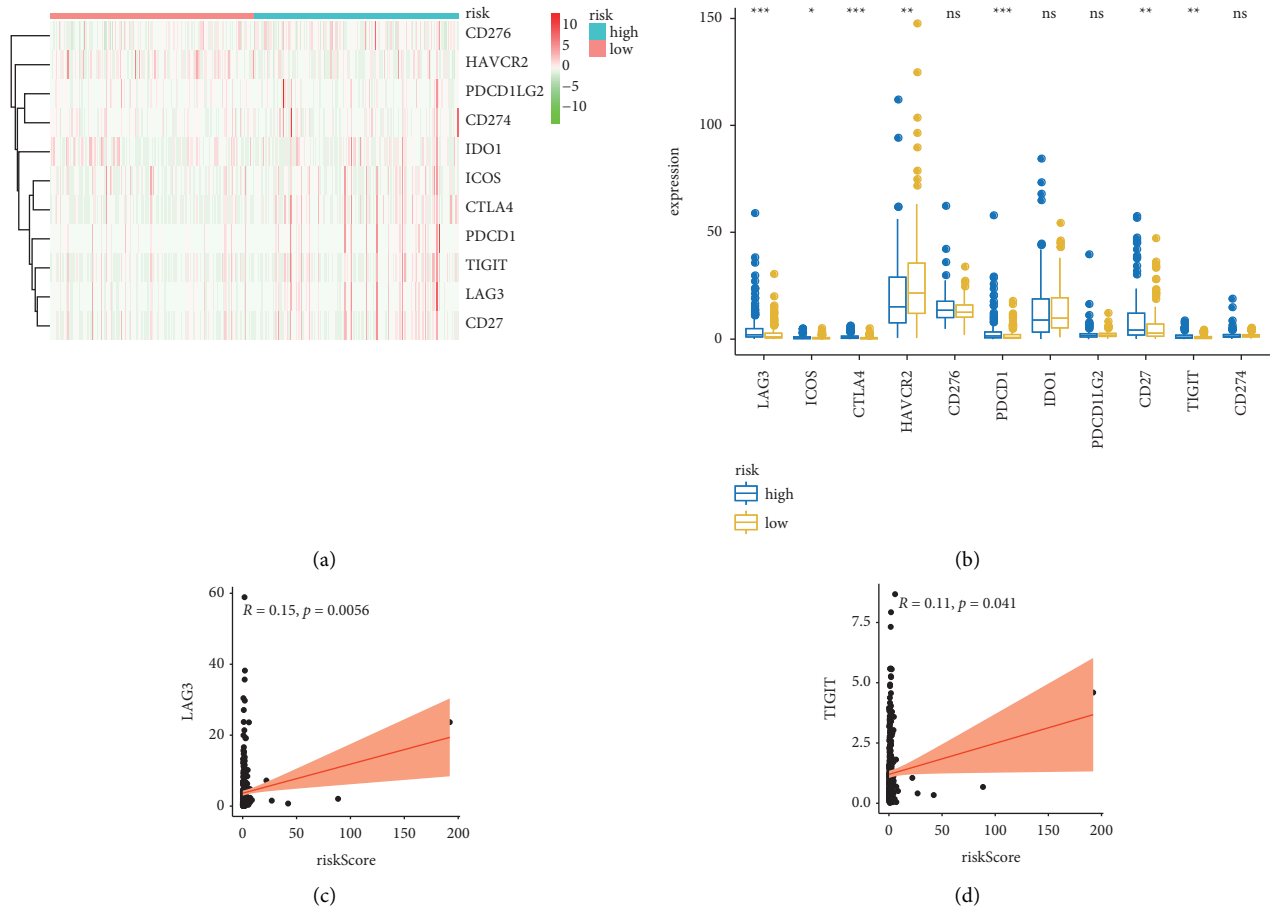 risk
CD276
HAVCR2
PDCD1LG2
CD274
IDO1
ICOS
CTLA4
PDCD1
TIGIT
LAG3
CD27
10
5
0
−5
−10
risk
high
low
(a)
*** * *** ** ns *** ns ns ** ** ns
150
100
50
0
expression
LAG3 ICOS CTLA4 HAVCR2 CD276 PDCD1 IDO1 PDCD1LG2 CD27 TIGIT CD274
risk
high
low
(b)
R = 0.15, p = 0.0056
60
40
20
0
LAG3
0 50 100 150 200
riskScore
(c)
R = 0.11, p = 0.041
7.5
5.0
2.5
0.0
TIGIT
0 50 100 150 200
riskScore
(d)